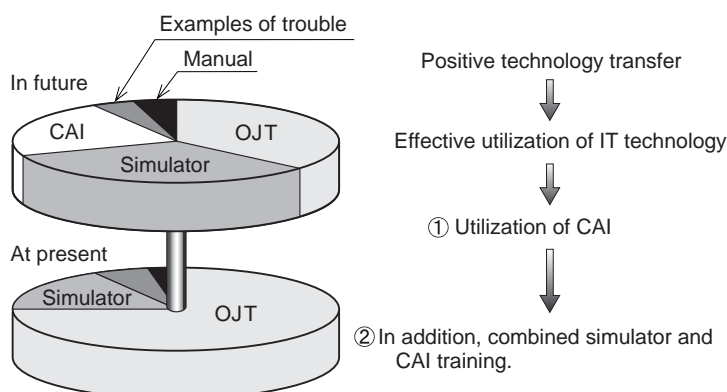 Examples of trouble
Manual
In future
CAI
OJT
Simulator
At present
Simulator
OJT
Positive technology transfer
Effective utilization of IT technology
① Utilization of CAI
② In addition, combined simulator and
CAI training.